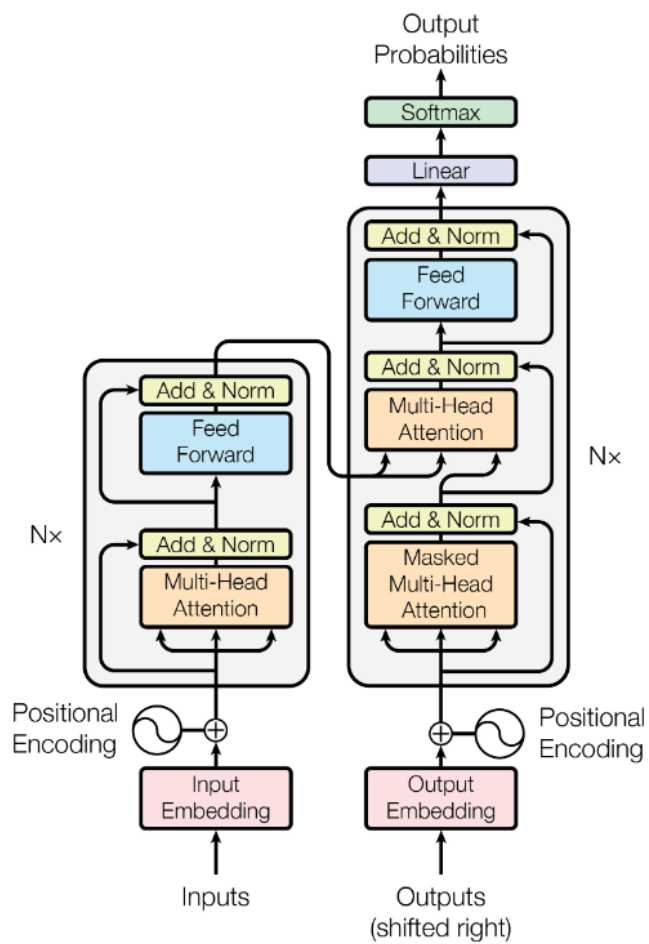 Output
Probabilities
Softmax
Linear
Add & Norm
Feed
Forward
Add & Norm
Multi-Head
Attention
Add & Norm
Masked
Multi-Head
Attention
N×
Add & Norm
Feed
Forward
Add & Norm
Multi-Head
Attention
N×
Positional
Encoding
Positional
Encoding
Input
Embedding
Output
Embedding
Inputs
Outputs
(shifted right)